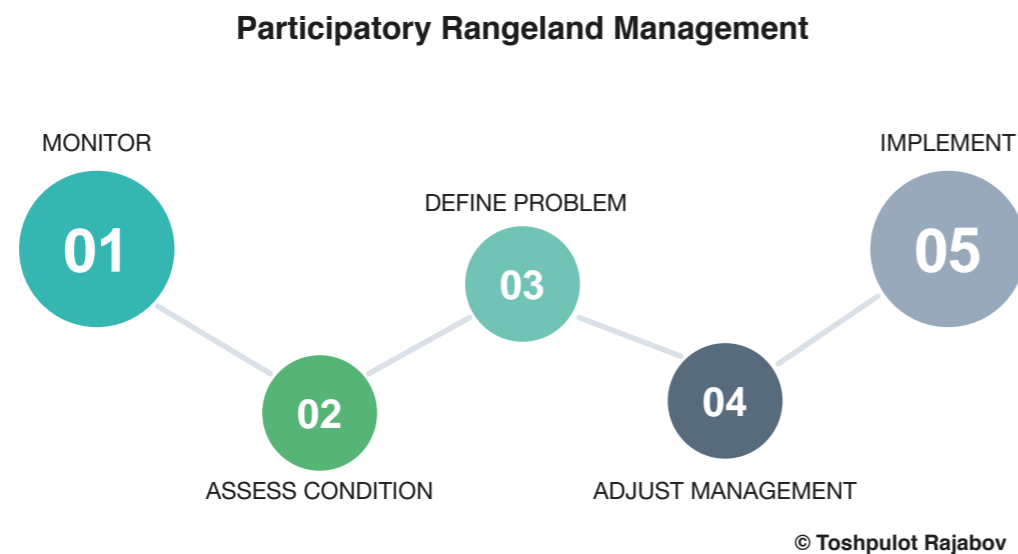 Participatory Rangeland Management
MONITOR
01
ASSESS CONDITION
02
DEFINE PROBLEM
03
ADJUST MANAGEMENT
04
IMPLEMENT
05
© Toshpulot Rajabov